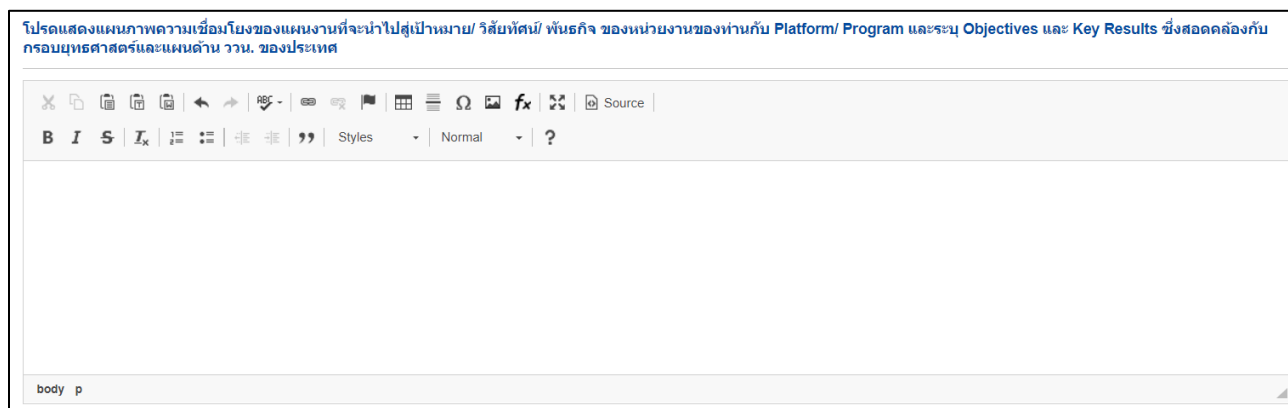 โปรดแสดงแผนภาพความเชื่อมโยงของแผนงานที่จะนำไปสู่เป้าหมาย/ วิสัยทัศน์/ พันธกิจ ของหน่วยงานของท่านกับ Platform/ Program และระบุ Objectives และ Key Results ซึ่งสอดคล้องกับ
กรอบยุทธศาสตร์และแผนด้าน ววน. ของประเทศ
ABC Ω fx Source
B I S Ix Styles Normal ?
body p